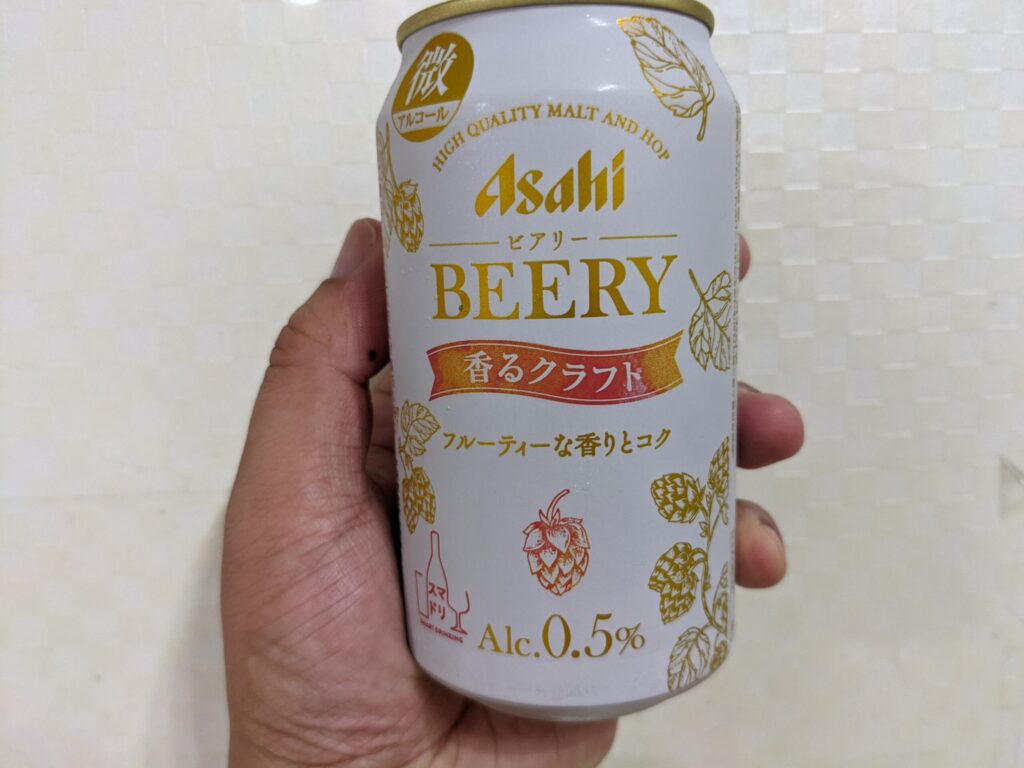 微
アルコール
HIGH QUALITY MALT AND HOP
Asahi
ビアリー
BEERY
香るクラフト
フルーティーな香りとコク
スマ
ドリ
SMART DRINKING
Alc.0.5%